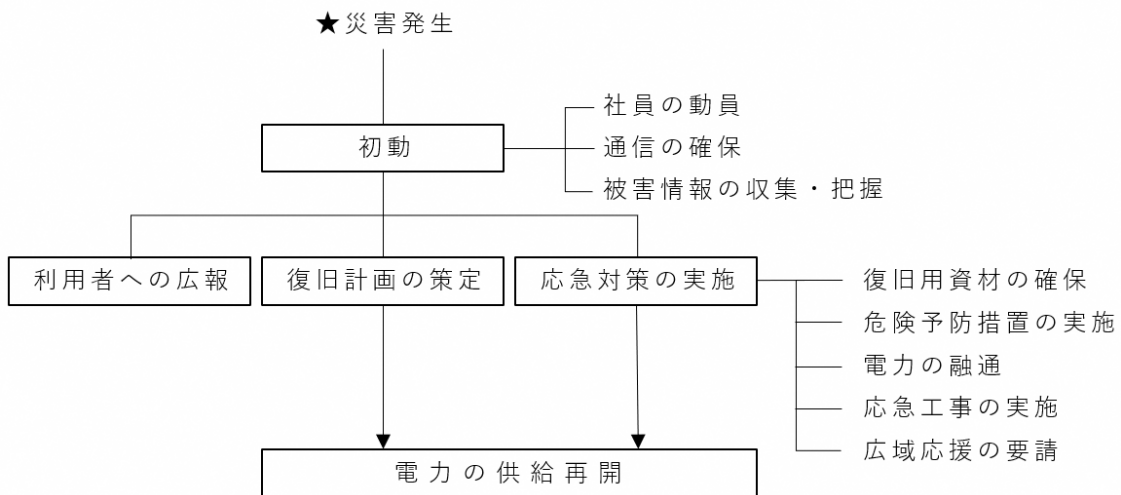 ★災害発生
初動
社員の動員
通信の確保
被害情報の収集・把握
利用者への広報
復旧計画の策定
応急対策の実施
復旧用資材の確保
危険予防措置の実施
電力の融通
応急工事の実施
広域応援の要請
電力の供給再開